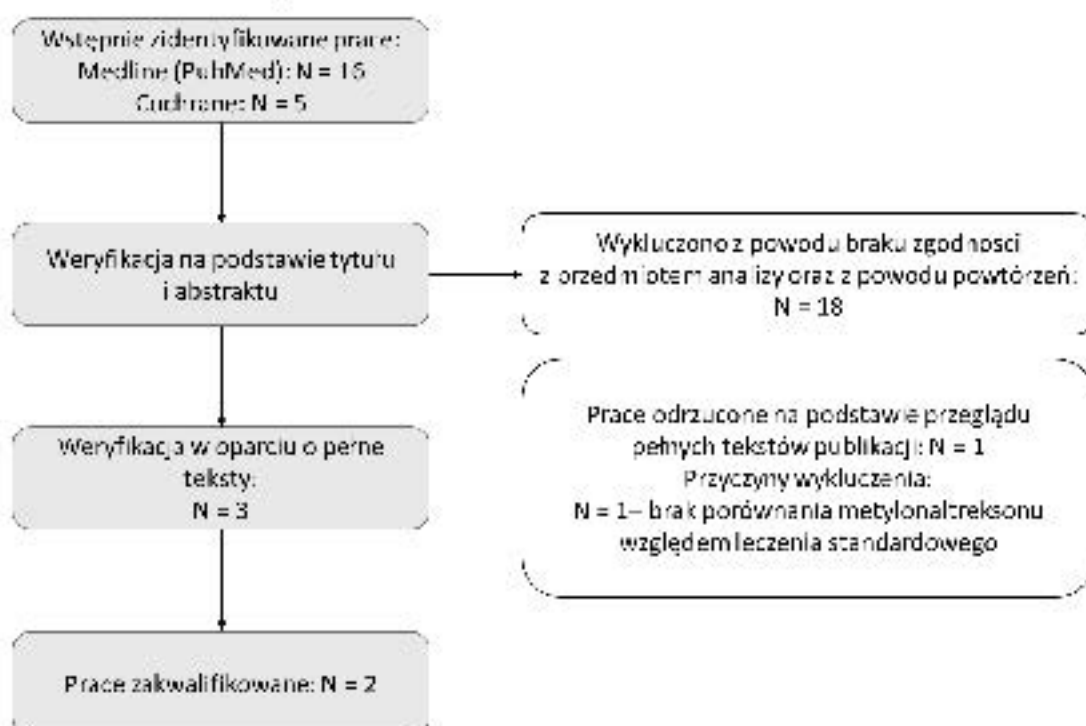 Wstępnie zidentyfikowane prace:
Medline (PubMed): N = 16
Cochrane: N = 5
Weryfikacja na podstawie tytułu
i abstraktu
Wykluczono z powodu braku zgodności
z przedmiotem analizy oraz z powodu powtórzeń:
N = 18
Weryfikacja w oparciu o pełne
teksty:
N = 3
Prace odrzucone na podstawie przeglądu
pełnych tekstów publikacji: N = 1
Przyczyny wykluczenia:
N = 1– brak porównania metylonaltreksonu
względem leczenia standardowego
Prace zakwalifikowane: N = 2